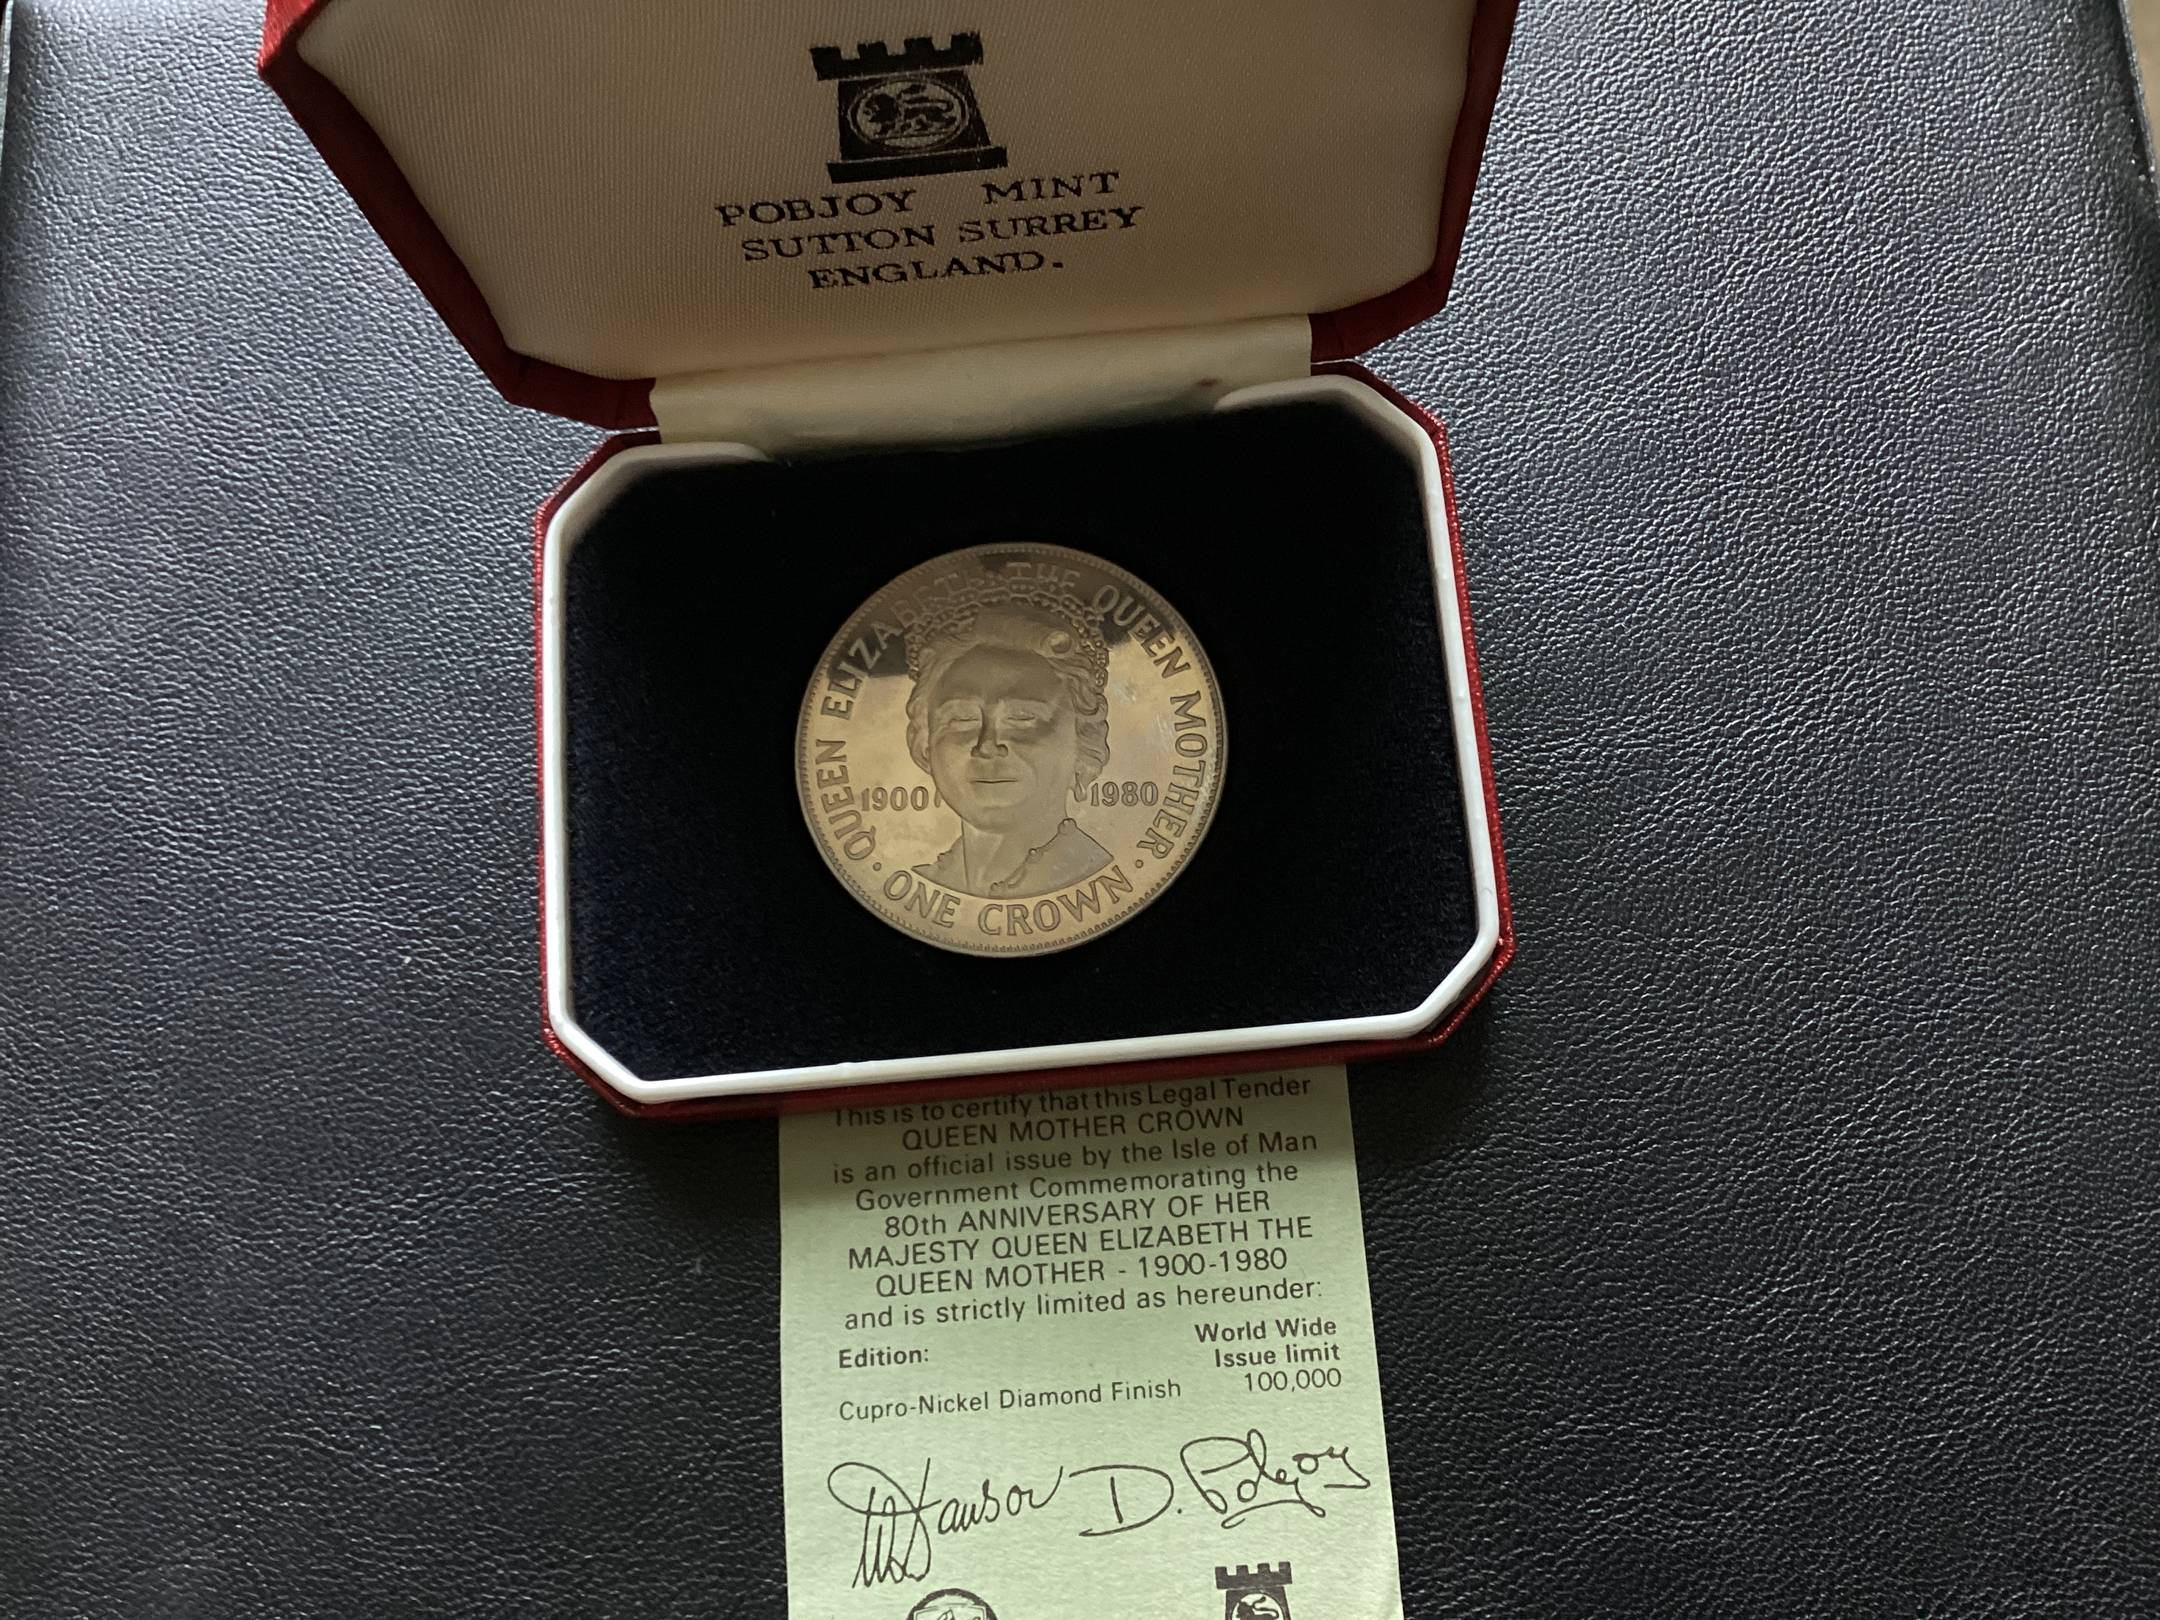 POBJOY MINT
SUTTON SURREY
ENGLAND.
QUEEN ELIZABETH THE QUEEN MOTHER
1900 1980
· ONE CROWN ·
This is to certify that this Legal Tender
QUEEN MOTHER CROWN
is an official issue by the Isle of Man
Government Commemorating the
80th ANNIVERSARY OF HER
MAJESTY QUEEN ELIZABETH THE
QUEEN MOTHER - 1900-1980
and is strictly limited as hereunder:
World Wide
Edition: Issue limit
Cupro-Nickel Diamond Finish 100,000
D. Pobjoy